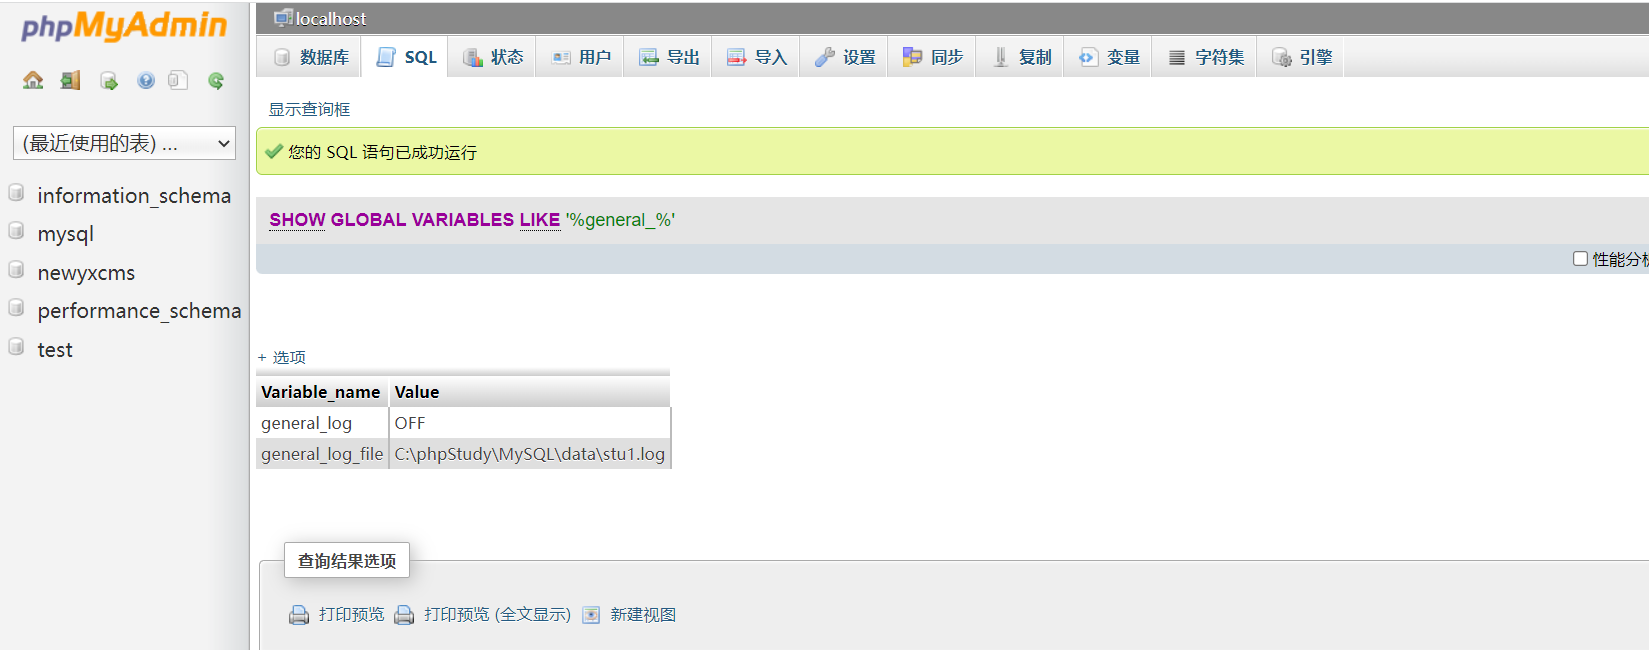 phpMyAdmin
(最近使用的表) ...
information_schema
mysql
newyxcms
performance_schema
test
localhost
数据库 SQL 状态 用户 导出 导入 设置 同步 复制 变量 字符集 引擎
显示查询框
您的 SQL 语句已成功运行
SHOW GLOBAL VARIABLES LIKE '%general_%'
性能分析
+ 选项
Variable_name Value
general_log OFF
general_log_file C:\phpStudy\MySQL\data\stu1.log
查询结果选项
打印预览 打印预览 (全文显示) 新建视图